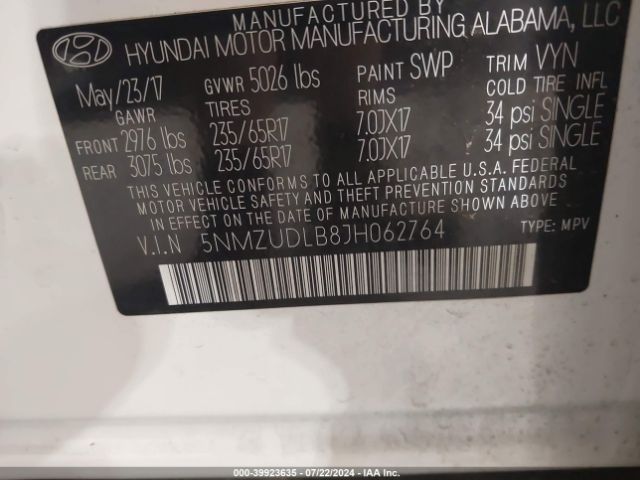 MANUFACTURED BY
HYUNDAI MOTOR MANUFACTURING ALABAMA, LLC
May/23/17 GVWR 5026 lbs PAINT SWP TRIM VYN
GAWR TIRES RIMS COLD TIRE INFL
FRONT 2976 lbs 235/65R17 7.0JX17 34 psi SINGLE
REAR 3075 lbs 235/65R17 7.0JX17 34 psi SINGLE
THIS VEHICLE CONFORMS TO ALL APPLICABLE U.S.A. FEDERAL
MOTOR VEHICLE SAFETY AND THEFT PREVENTION STANDARDS
IN EFFECT ON THE DATE OF MANUFACTURE SHOWN ABOVE
V.I.N 5NMZUDLB8JH062764 TYPE: MPV
000-39923635 - 07/22/2024 - IAA Inc.